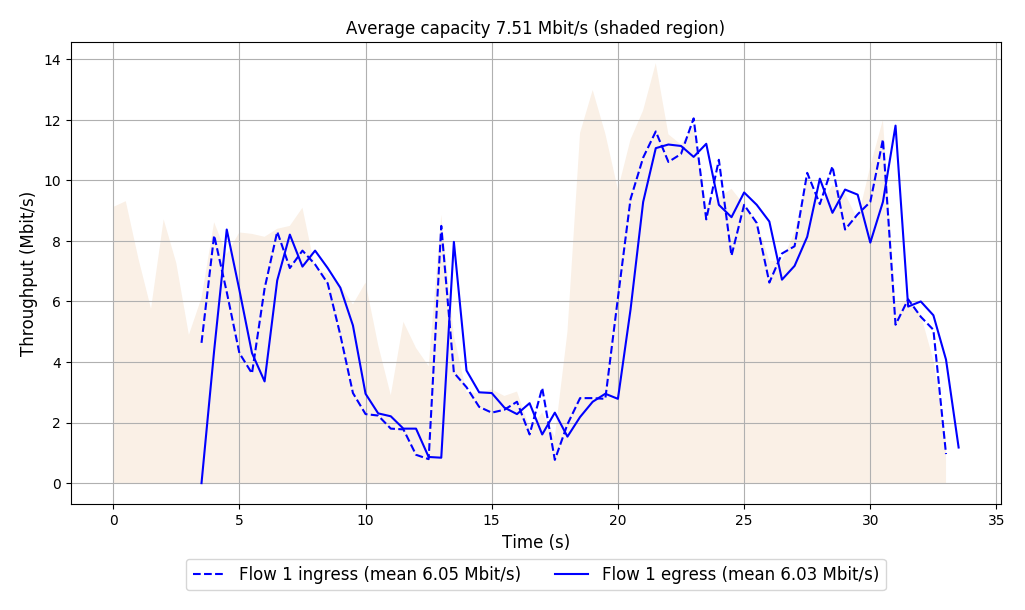 Average capacity 7.51 Mbit/s (shaded region)
Throughput (Mbit/s)
14
12
10
8
6
4
2
0
0 5 10 15 20 25 30 35
Time (s)
Flow 1 ingress (mean 6.05 Mbit/s) Flow 1 egress (mean 6.03 Mbit/s)